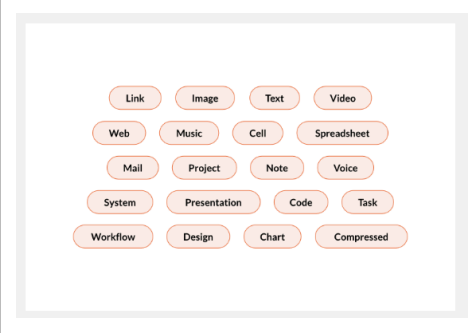 Link Image Text Video
Web Music Cell Spreadsheet
Mail Project Note Voice
System Presentation Code Task
Workflow Design Chart Compressed